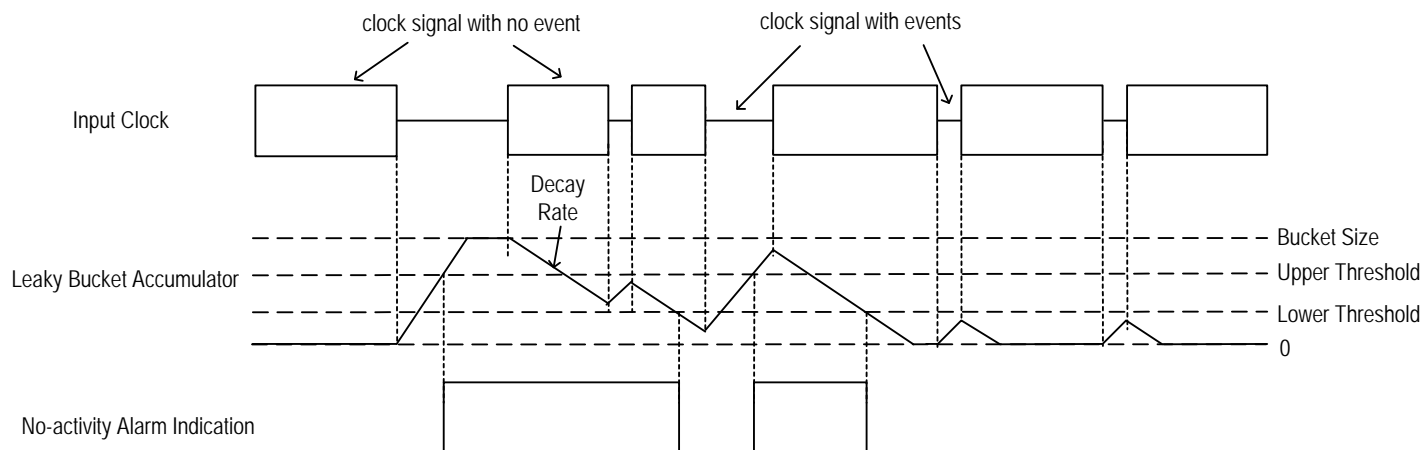 clock signal with no event
clock signal with events
Input Clock
Decay
Rate
Bucket Size
Leaky Bucket Accumulator
Upper Threshold
Lower Threshold
0
No-activity Alarm Indication